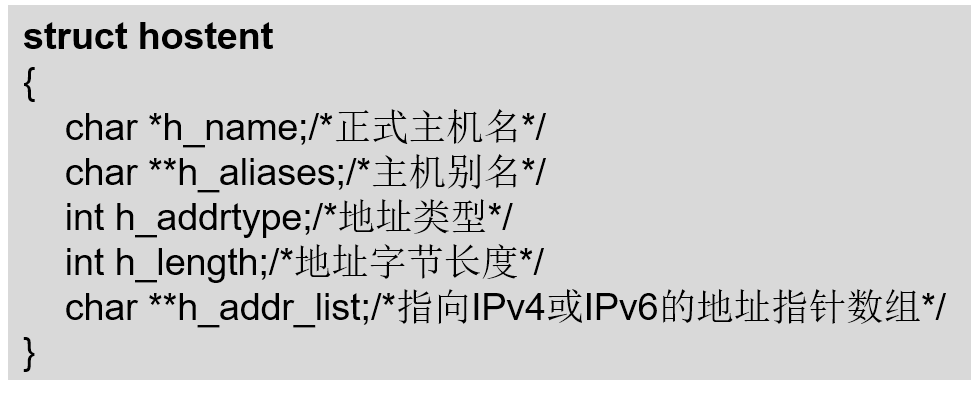 struct hostent
{
char *h_name;/*正式主机名*/
char **h_aliases;/*主机别名*/
int h_addrtype;/*地址类型*/
int h_length;/*地址字节长度*/
char **h_addr_list;/*指向IPv4或IPv6的地址指针数组*/
}